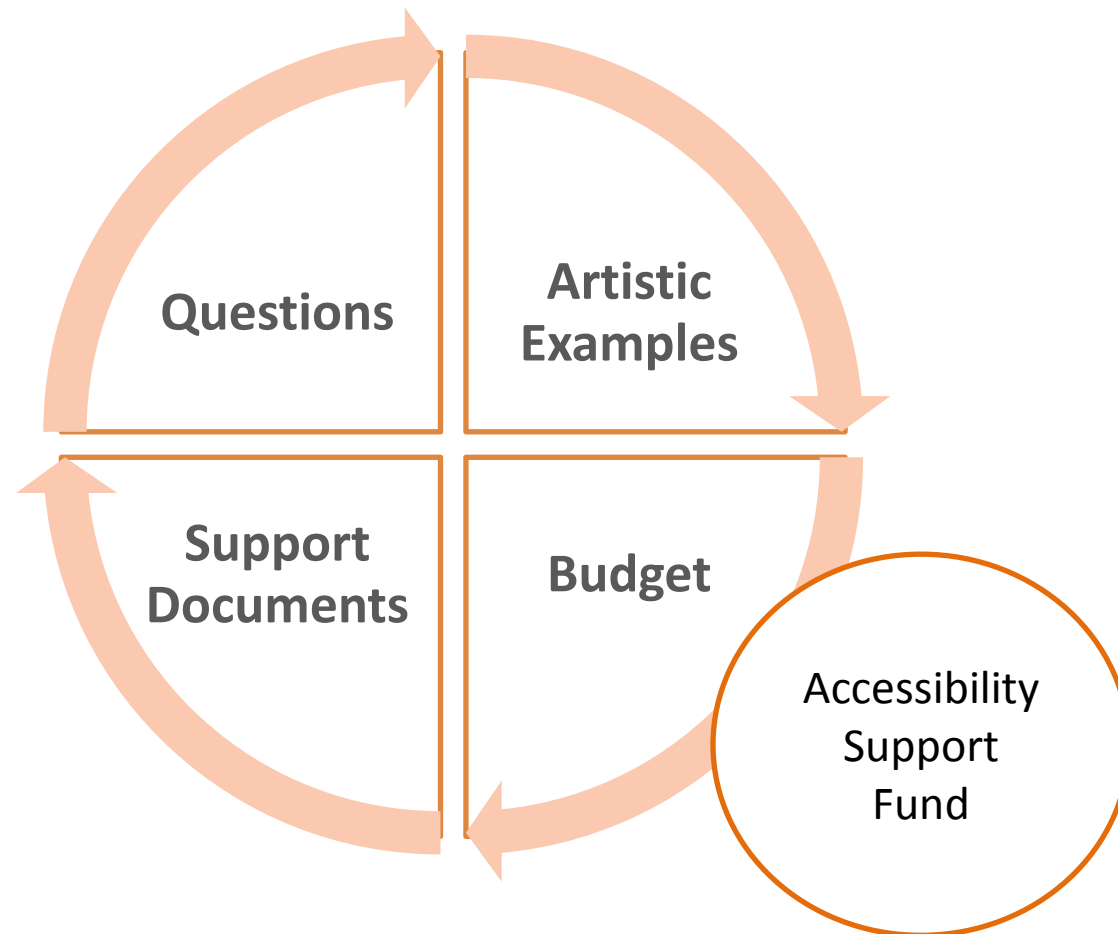 Questions
Artistic
Examples
Support
Documents
Budget
Accessibility
Support
Fund